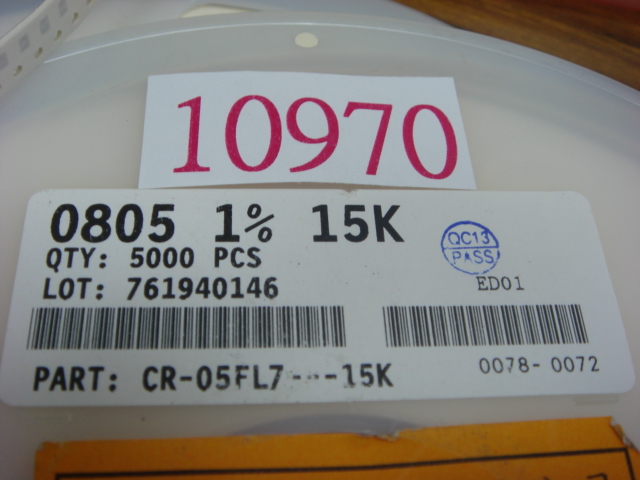 10970
0805 1% 15K
QTY: 5000 PCS
LOT: 761940146
QC13
PASS
ED01
PART: CR-05FL7---15K
0078-0072